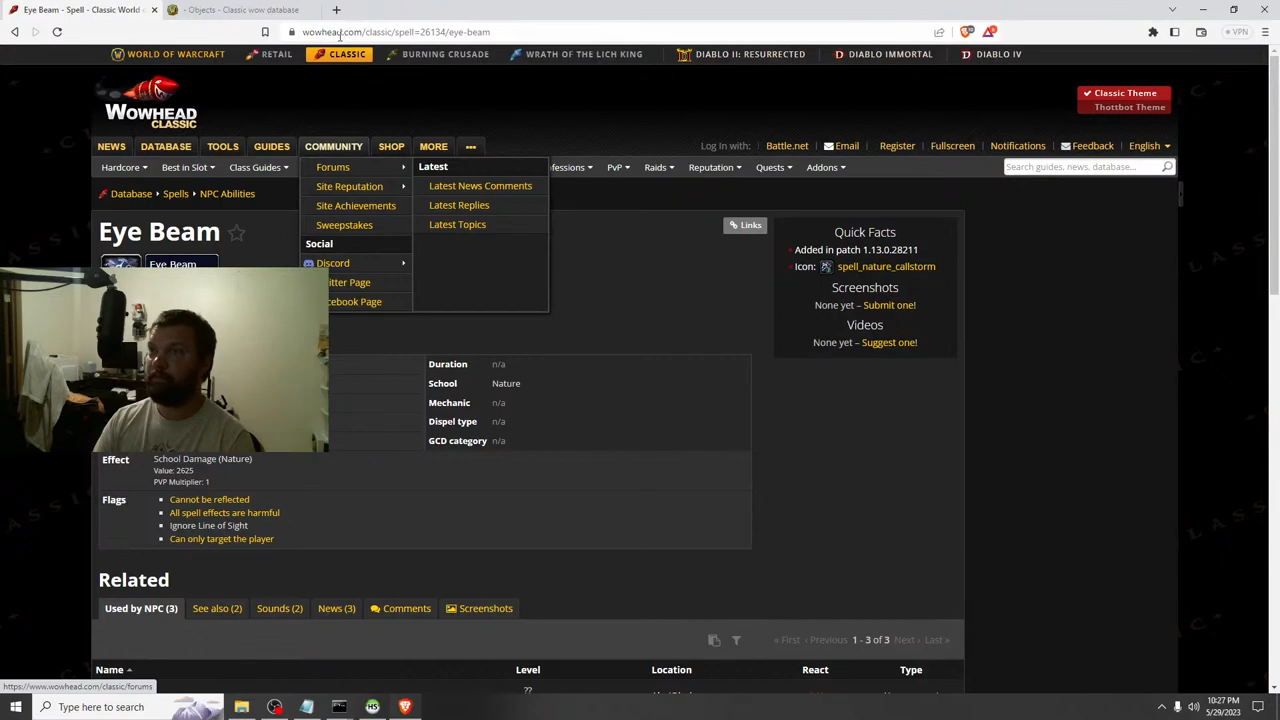 Eye Beam - Spell - Classic World
- Objects - Classic wow database
wowhead.com/classic/spell=26134/eye-beam
VPN
WORLD OF WARCRAFT
RETAIL
CLASSIC
BURNING CRUSADE
WRATH OF THE LICH KING
DIABLO II: RESURRECTED
DIABLO IMMORTAL
DIABLO IV
WOWHEAD
CLASSIC
Classic Theme
Thottbot Theme
NEWS
DATABASE
TOOLS
GUIDES
COMMUNITY
SHOP
MORE
Log in with:
Battle.net
Email
Register
Fullscreen
Notifications
Feedback
English
Hardcore
Best in Slot
Class Guides
Forums
Latest
fessions
PvP
Raids
Reputation
Quests
Addons
Search guides, news, database.
Site Reputation
Latest News Comments
Database
Spells
NPC Abilities
Site Achievements
Latest Replies
Sweepstakes
Latest Topics
Eye Beam
Links
Quick Facts
Added in patch 1.13.0.28211
Social
Icon:
spell_nature_callstorm
Eye Beam
Discord
Screenshots
itter Page
None yet - Submit one!
cebook Page
Videos
None yet - Suggest one!
Duration n/a
School Nature
Mechanic n/a
Dispel type n/a
GCD category n/a
Effect School Damage (Nature)
Value: 2625
PVP Multiplier: 1
Flags
Cannot be reflected
All spell effects are harmful
Ignore Line of Sight
Can only target the player
Related
Used by NPC (3)
See also (2)
Sounds (2)
News (3)
Comments
Screenshots
« First ‹ Previous 1 - 3 of 3 Next › Last »
Name
Level
Location
React
Type
??
https://www.wowhead.com/classic/forums
Type here to search
HS
10:27 PM
5/29/2023